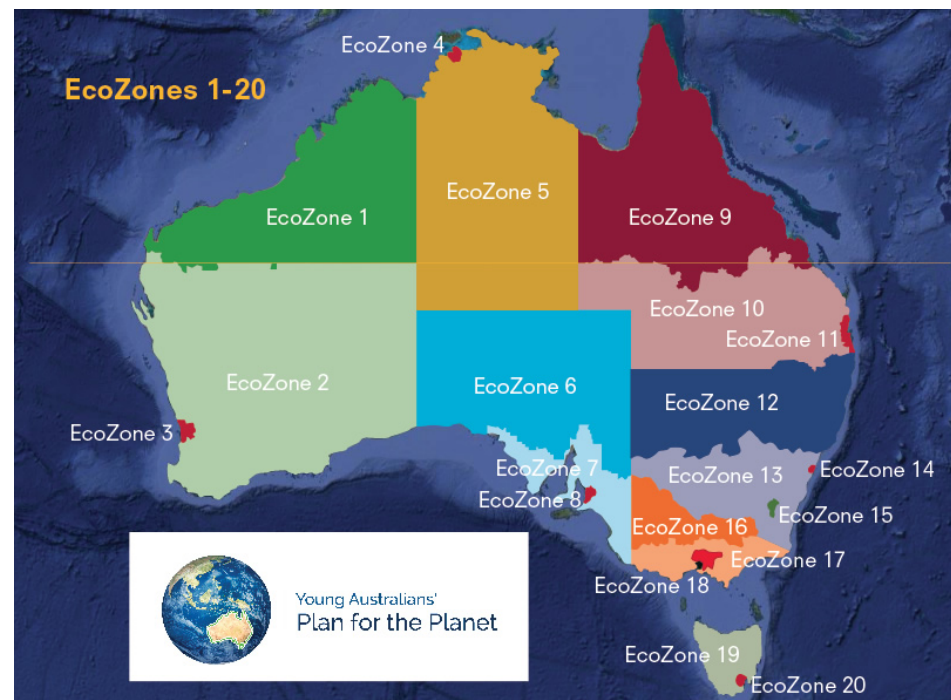 EcoZone 4
EcoZones 1-20
EcoZone 5
EcoZone 1
EcoZone 9
EcoZone 10
EcoZone 11
EcoZone 2
EcoZone 6
EcoZone 12
EcoZone 3
EcoZone 7
EcoZone 13
EcoZone 14
EcoZone 8
EcoZone 15
EcoZone 16
EcoZone 17
EcoZone 18
Young Australians'
Plan for the Planet
EcoZone 19
EcoZone 20